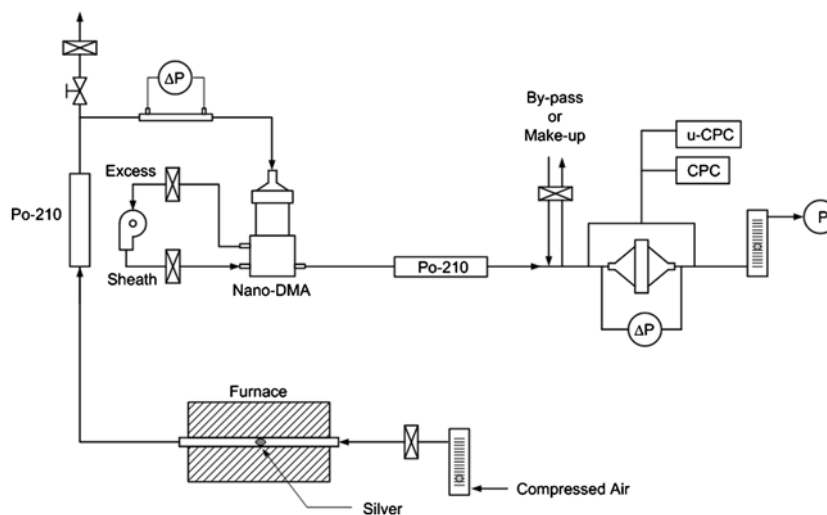 ΔP
By-pass
or
Make-up
u-CPC
CPC
Excess
Po-210
P
Sheath
Nano-DMA
Po-210
ΔP
Furnace
Silver
Compressed Air